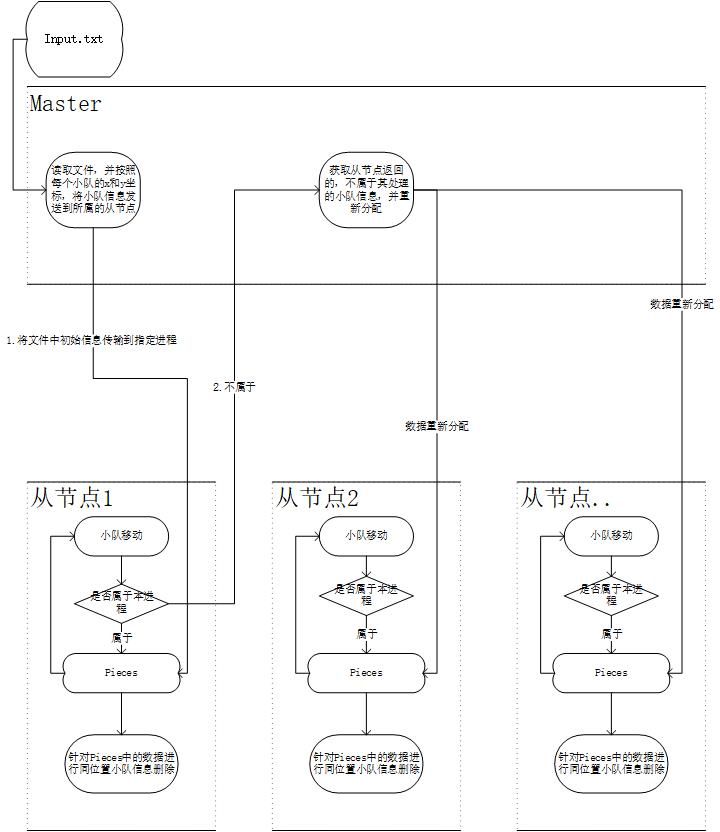 Input.txt
Master
读取文件，并按照
每个小队的x和y坐
标，将小队信息发
送到所属的从节点
获取从节点返回
的，不属于其处理
的小队信息，并重
新分配
数据重新分配
1.将文件中初始信息传输到指定进程
2.不属于
数据重新分配
从节点1
小队移动
是否属于本进
程
属于
Pieces
针对Pieces中的数据进
行同位置小队信息删除
从节点2
小队移动
是否属于本进
程
属于
Pieces
针对Pieces中的数据进
行同位置小队信息删除
从节点..
小队移动
是否属于本进
程
属于
Pieces
针对Pieces中的数据进
行同位置小队信息删除